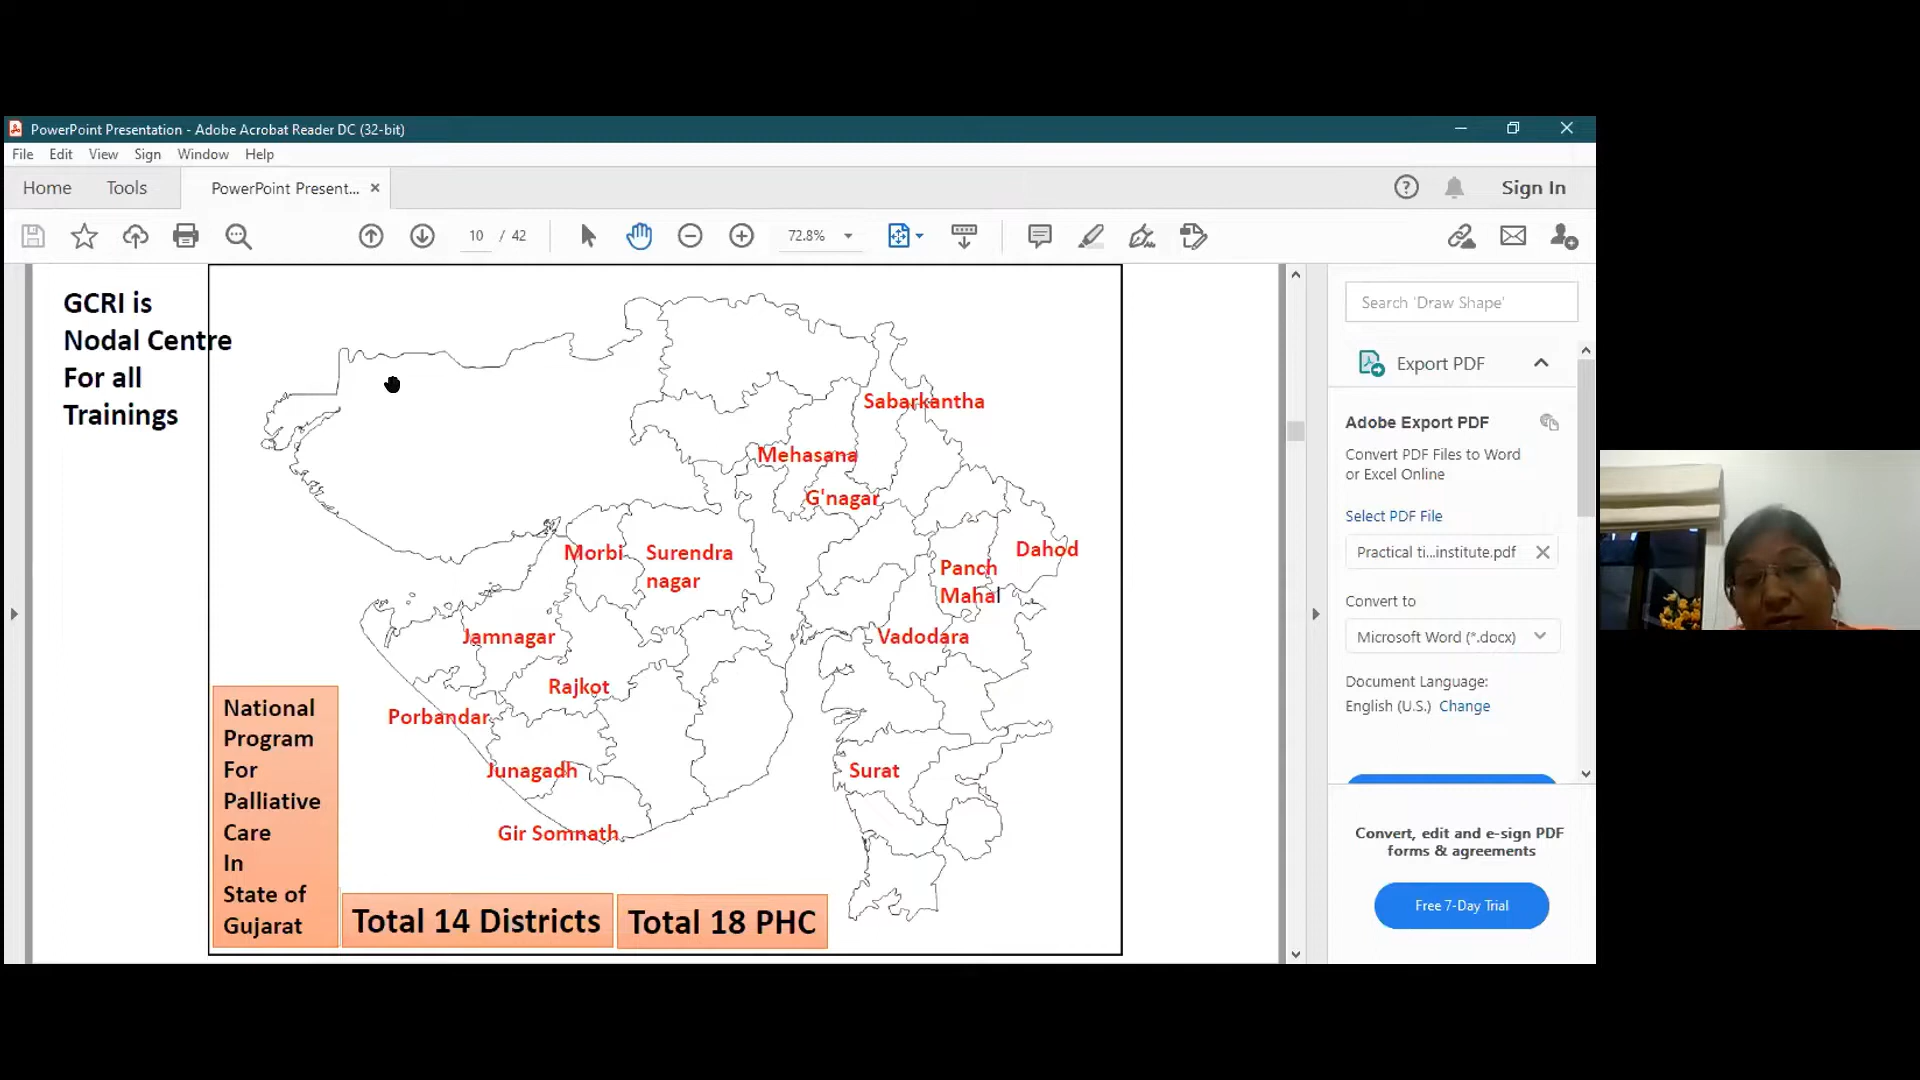 PowerPoint Presentation - Adobe Acrobat Reader DC (32-bit)
File Edit View Sign Window Help
Home Tools PowerPoint Present... Sign In
10 / 42 72.8%
GCRI is
Nodal Centre
For all
Trainings
Sabarkantha
Mehasana
G'nagar
Morbi
Surendra
nagar
Dahod
Panch
Mahal
Jamnagar
Vadodara
Rajkot
Porbandar
Junagadh
Surat
Gir Somnath
National
Program
For
Palliative
Care
In
State of
Gujarat
Total 14 Districts
Total 18 PHC
Search 'Draw Shape'
Export PDF
Adobe Export PDF
Convert PDF Files to Word
or Excel Online
Select PDF File
Practical ti...institute.pdf
Convert to
Microsoft Word (*.docx)
Document Language:
English (U.S.) Change
Convert, edit and e-sign PDF
forms & agreements
Free 7-Day Trial